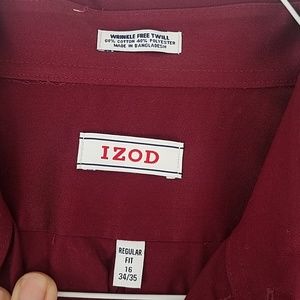 WRINKLE FREE TWILL
60% COTTON 40% POLYESTER
MADE IN BANGLADESH
IZOD
REGULAR
FIT
16
34/35